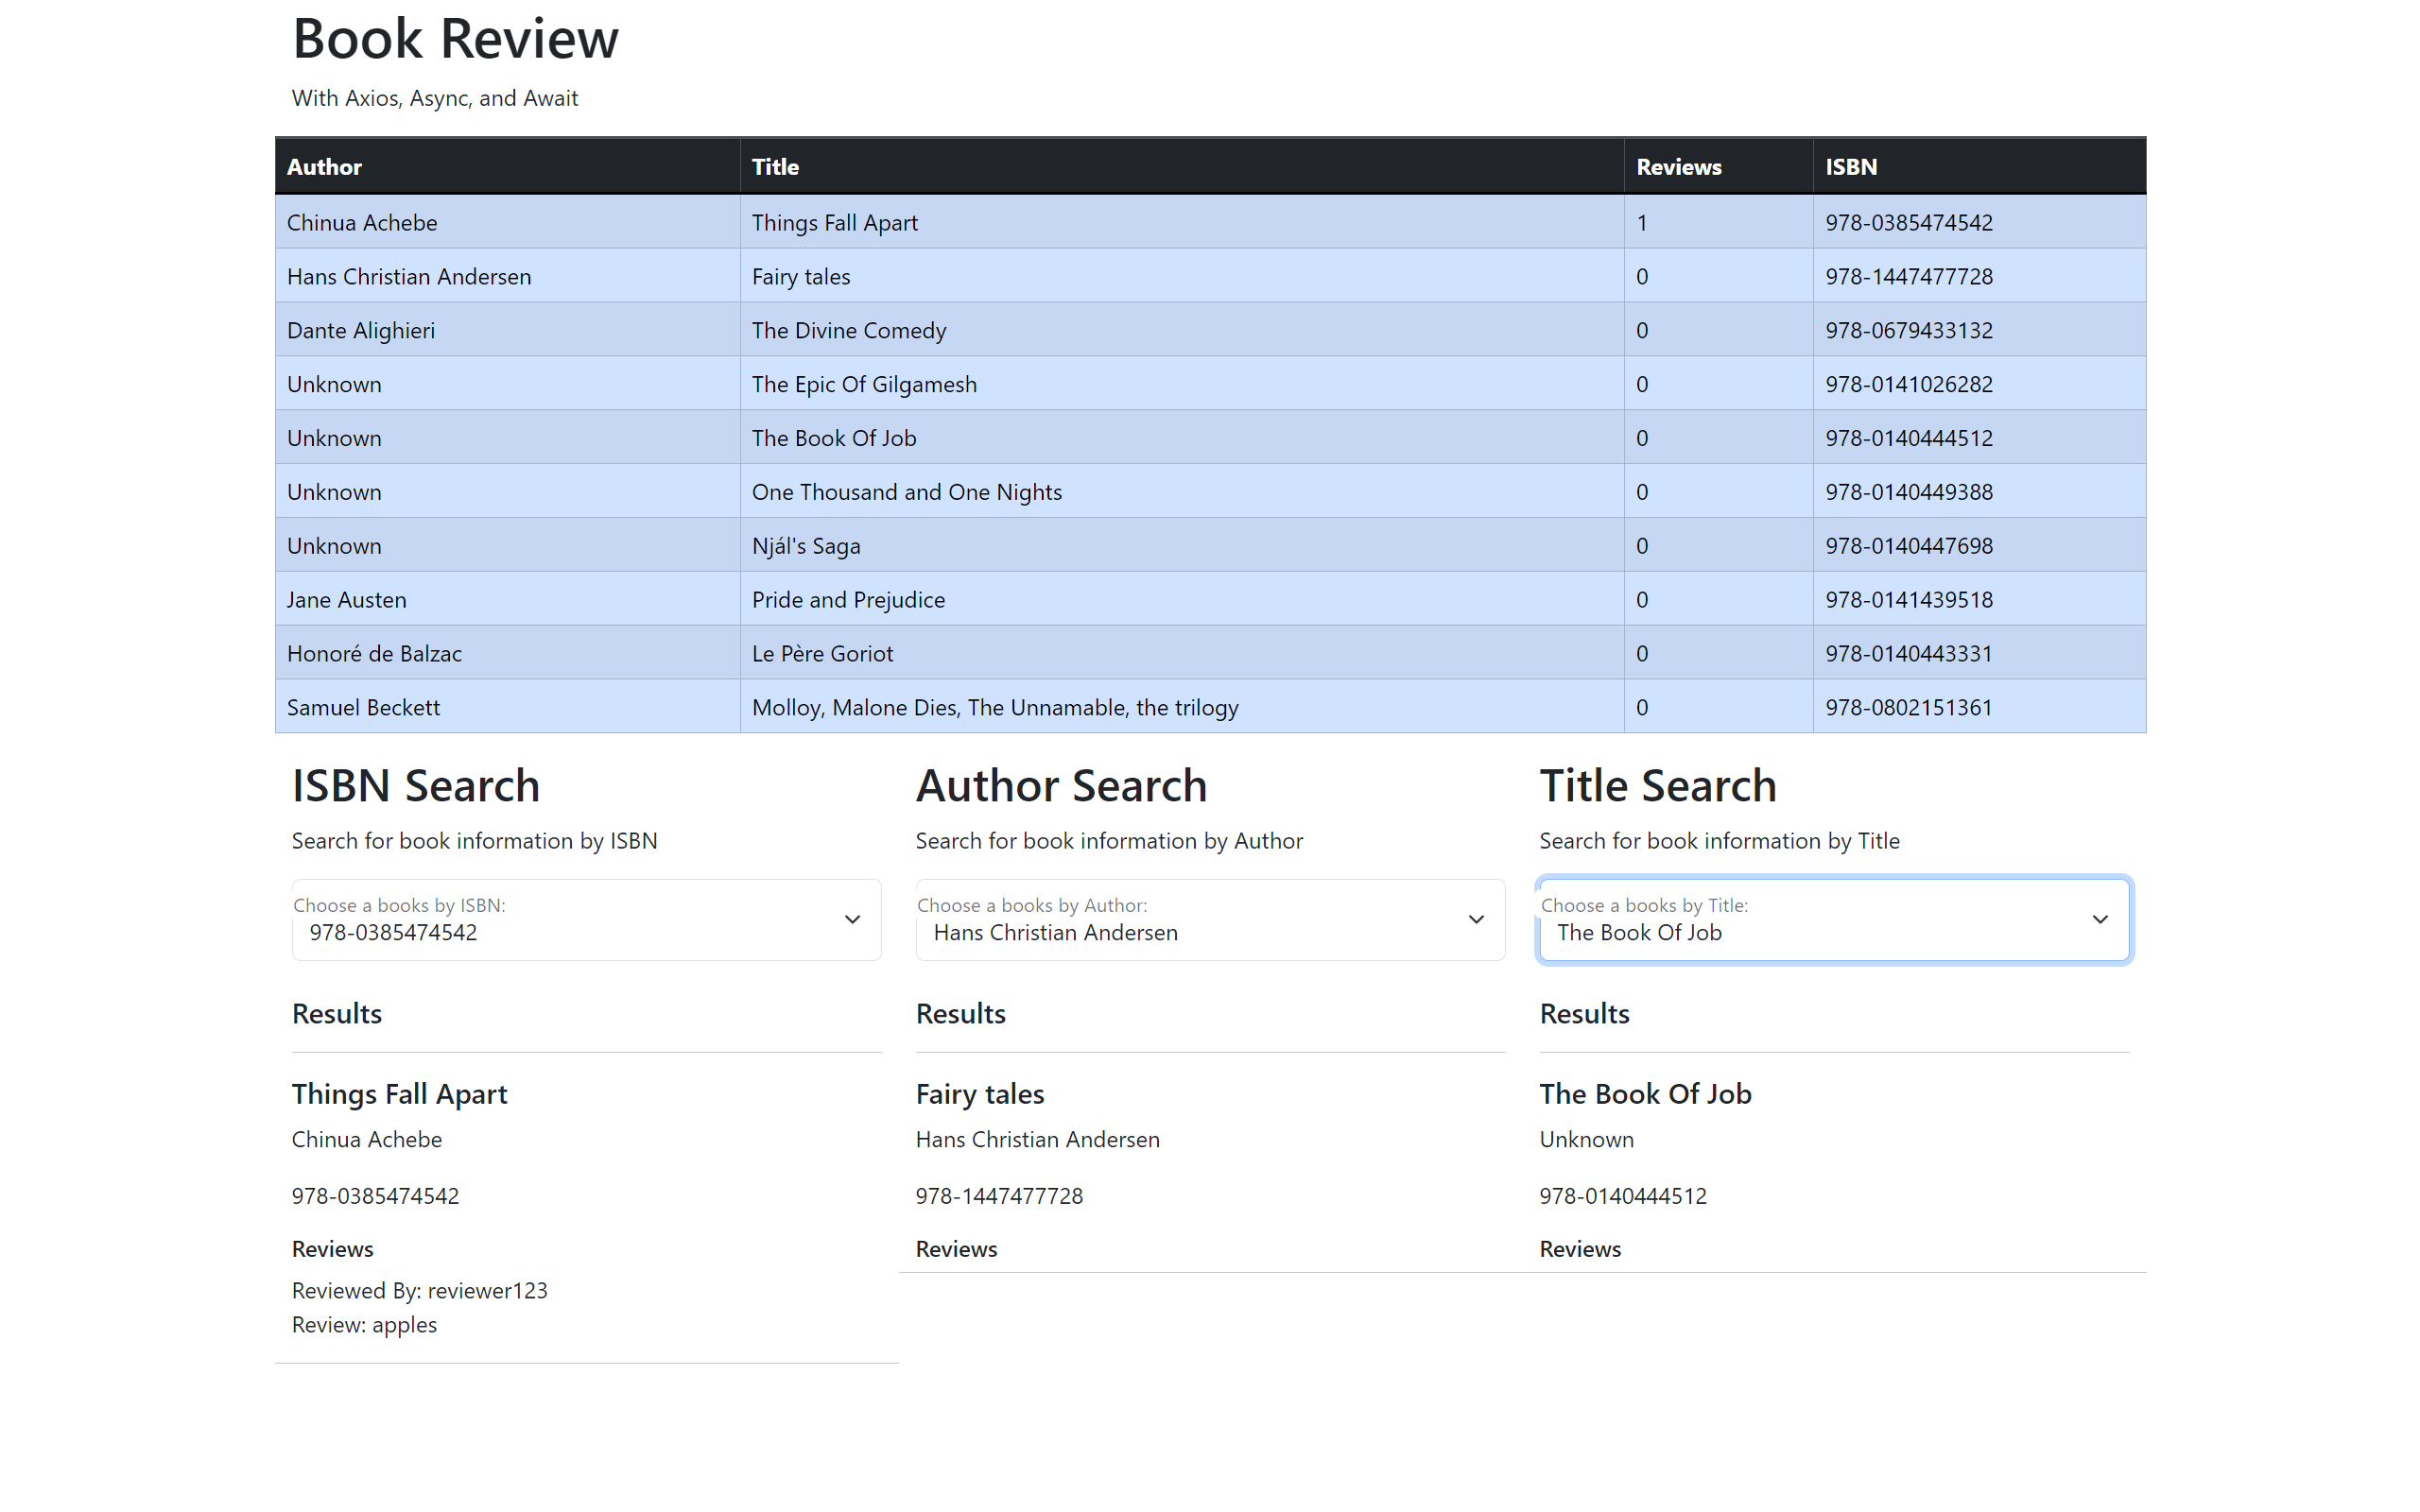 Book Review
With Axios, Async, and Await
Author Title Reviews ISBN
Chinua Achebe Things Fall Apart 1 978-0385474542
Hans Christian Andersen Fairy tales 0 978-1447477728
Dante Alighieri The Divine Comedy 0 978-0679433132
Unknown The Epic Of Gilgamesh 0 978-0141026282
Unknown The Book Of Job 0 978-0140444512
Unknown One Thousand and One Nights 0 978-0140449388
Unknown Njál's Saga 0 978-0140447698
Jane Austen Pride and Prejudice 0 978-0141439518
Honoré de Balzac Le Père Goriot 0 978-0140443331
Samuel Beckett Molloy, Malone Dies, The Unnamable, the trilogy 0 978-0802151361
ISBN Search
Search for book information by ISBN
Choose a books by ISBN:
978-0385474542
Results
Things Fall Apart
Chinua Achebe
978-0385474542
Reviews
Reviewed By: reviewer123
Review: apples
Author Search
Search for book information by Author
Choose a books by Author:
Hans Christian Andersen
Results
Fairy tales
Hans Christian Andersen
978-1447477728
Reviews
Title Search
Search for book information by Title
Choose a books by Title:
The Book Of Job
Results
The Book Of Job
Unknown
978-0140444512
Reviews